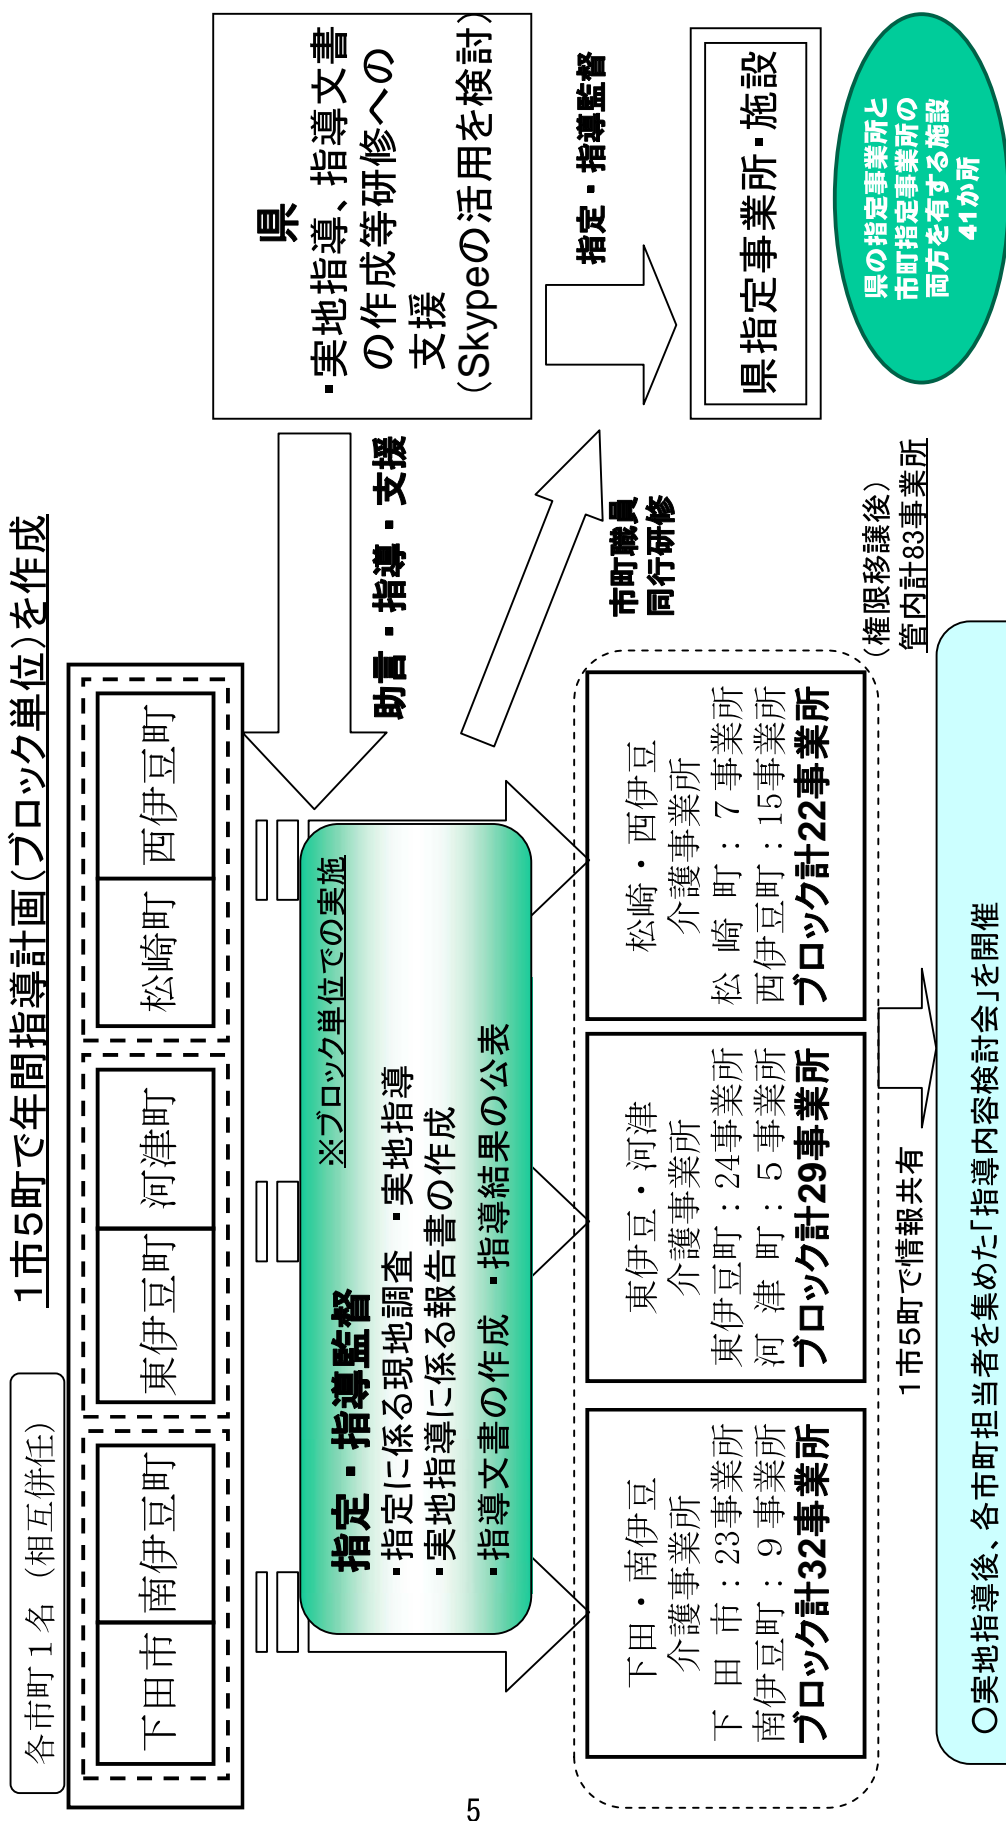 1市5町で年間指導計画(ブロック単位)を作成
各市町1名(相互併任)
下田市
南伊豆町
東伊豆町
河津町
松崎町
西伊豆町
県
・実地指導、指導文書
の作成等研修への
支援
(Skypeの活用を検討)
助言・指導・支援
指定・指導監督
※ブロック単位での実施
・指定に係る現地調査 ・実地指導
・実地指導に係る報告書の作成
・指導文書の作成 ・指導結果の公表
市町職員
同行研修
指定・指導監督
県指定事業所・施設
県の指定事業所と
市町指定事業所の
両方を有する施設
41か所
下田・南伊豆
介護事業所
下田市:23事業所
南伊豆町:9事業所
ブロック計32事業所
東伊豆・河津
介護事業所
東伊豆町:24事業所
河津町:5事業所
ブロック計29事業所
松崎・西伊豆
介護事業所
松崎町:7事業所
西伊豆町:15事業所
ブロック計22事業所
(権限移譲後)
管内計83事業所
1市5町で情報共有
○実地指導後、各市町担当者を集めた「指導内容検討会」を開催
5